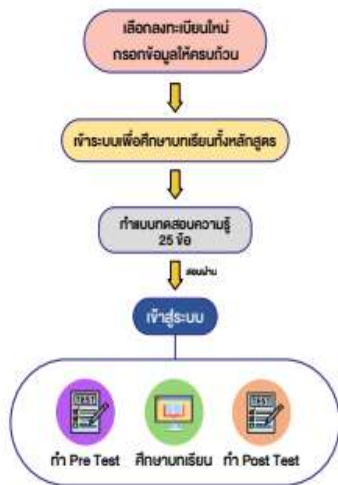 เลือกลงทะเบียนใหม่
กรอกข้อมูลให้ครบถ้วน
เข้าระบบเพื่อศึกษาบทเรียนทั้งหลักสูตร
ทำแบบทดสอบความรู้
25 ข้อ
สอบผ่าน
เข้าสู่ระบบ
TEST
TEST
ทำ Pre Test
ศึกษาบทเรียน
ทำ Post Test